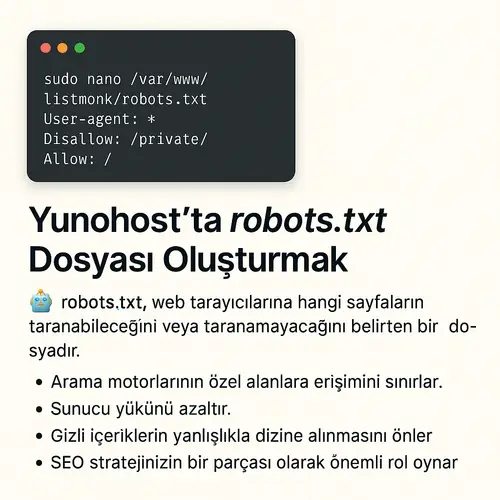 sudo nano /var/www/
listmonk/robots.txt
User-agent: *
Disallow: /private/
Allow: /
Yunohost’ta robots.txt
Dosyası Oluşturmak
robots.txt, web tarayıcılarına hangi sayfaların
taranabileceğini veya taranamayacağını belirten bir do-
syadır.
• Arama motorlarının özel alanlara erişimini sınırlar.
• Sunucu yükünü azaltır.
• Gizli içeriklerin yanlışlıkla dizine alınmasını önler
• SEO stratejinizin bir parçası olarak önemli rol oynar